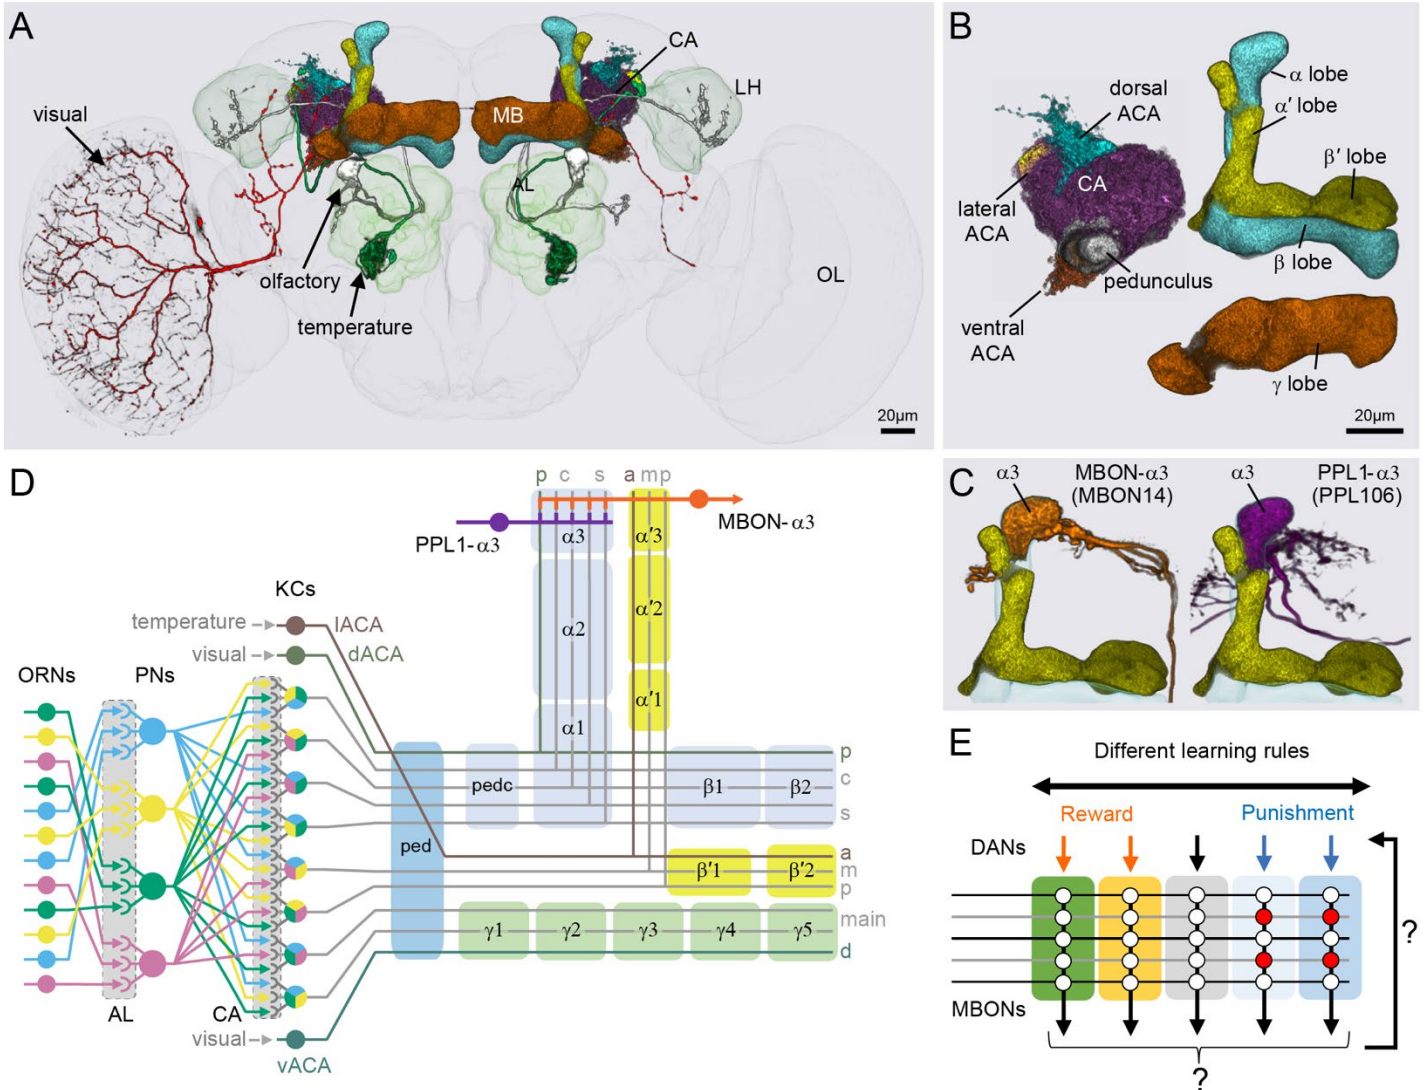 A
CA
LH
MB
visual
AL
olfactory
temperature
OL
20µm
B
α lobe
dorsal
ACA
α′ lobe
β′ lobe
CA
lateral
ACA
β lobe
pedunculus
ventral
ACA
γ lobe
20µm
C
α3
MBON-α3
(MBON14)
α3
PPL1-α3
(PPL106)
D
p c s a m p
MBON-α3
PPL1-α3
α3
α′3
KCs
temperature
lACA
α2
α′2
visual
dACA
ORNs
PNs
α′1
α1
p
pedc
β1
β2
c
s
ped
a
β′1
β′2
m
p
γ1
γ2
γ3
γ4
γ5
main
d
AL
CA
visual
vACA
E
Different learning rules
Reward
Punishment
DANs
?
MBONs
?